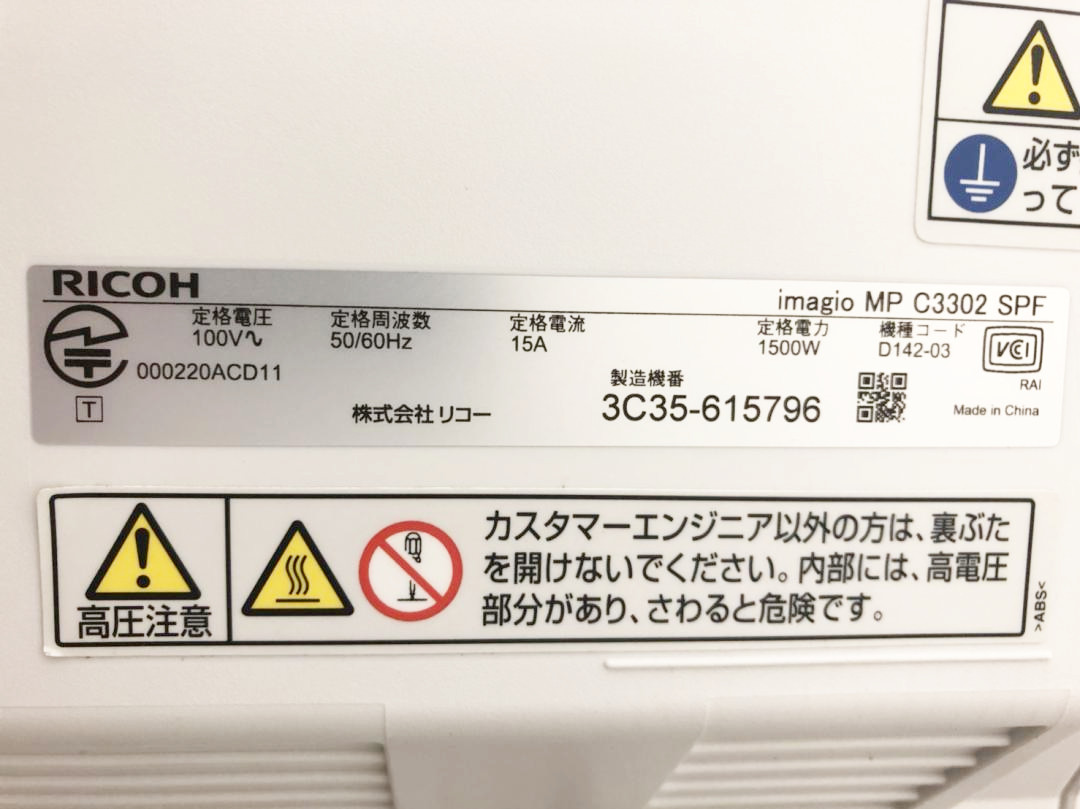 必ず
って
RICOH
imagio MP C3302 SPF
定格電圧
100V~
定格周波数
50/60Hz
定格電流
15A
定格電力
1500W
機種コード
D142-03
VCCI
RAI
000220ACD11
T
株式会社リコー
製造機番
3C35-615796
Made in China
高圧注意
カスタマーエンジニア以外の方は、裏ぶた
を開けないでください。内部には、高電圧
部分があり、さわると危険です。
>ABS<